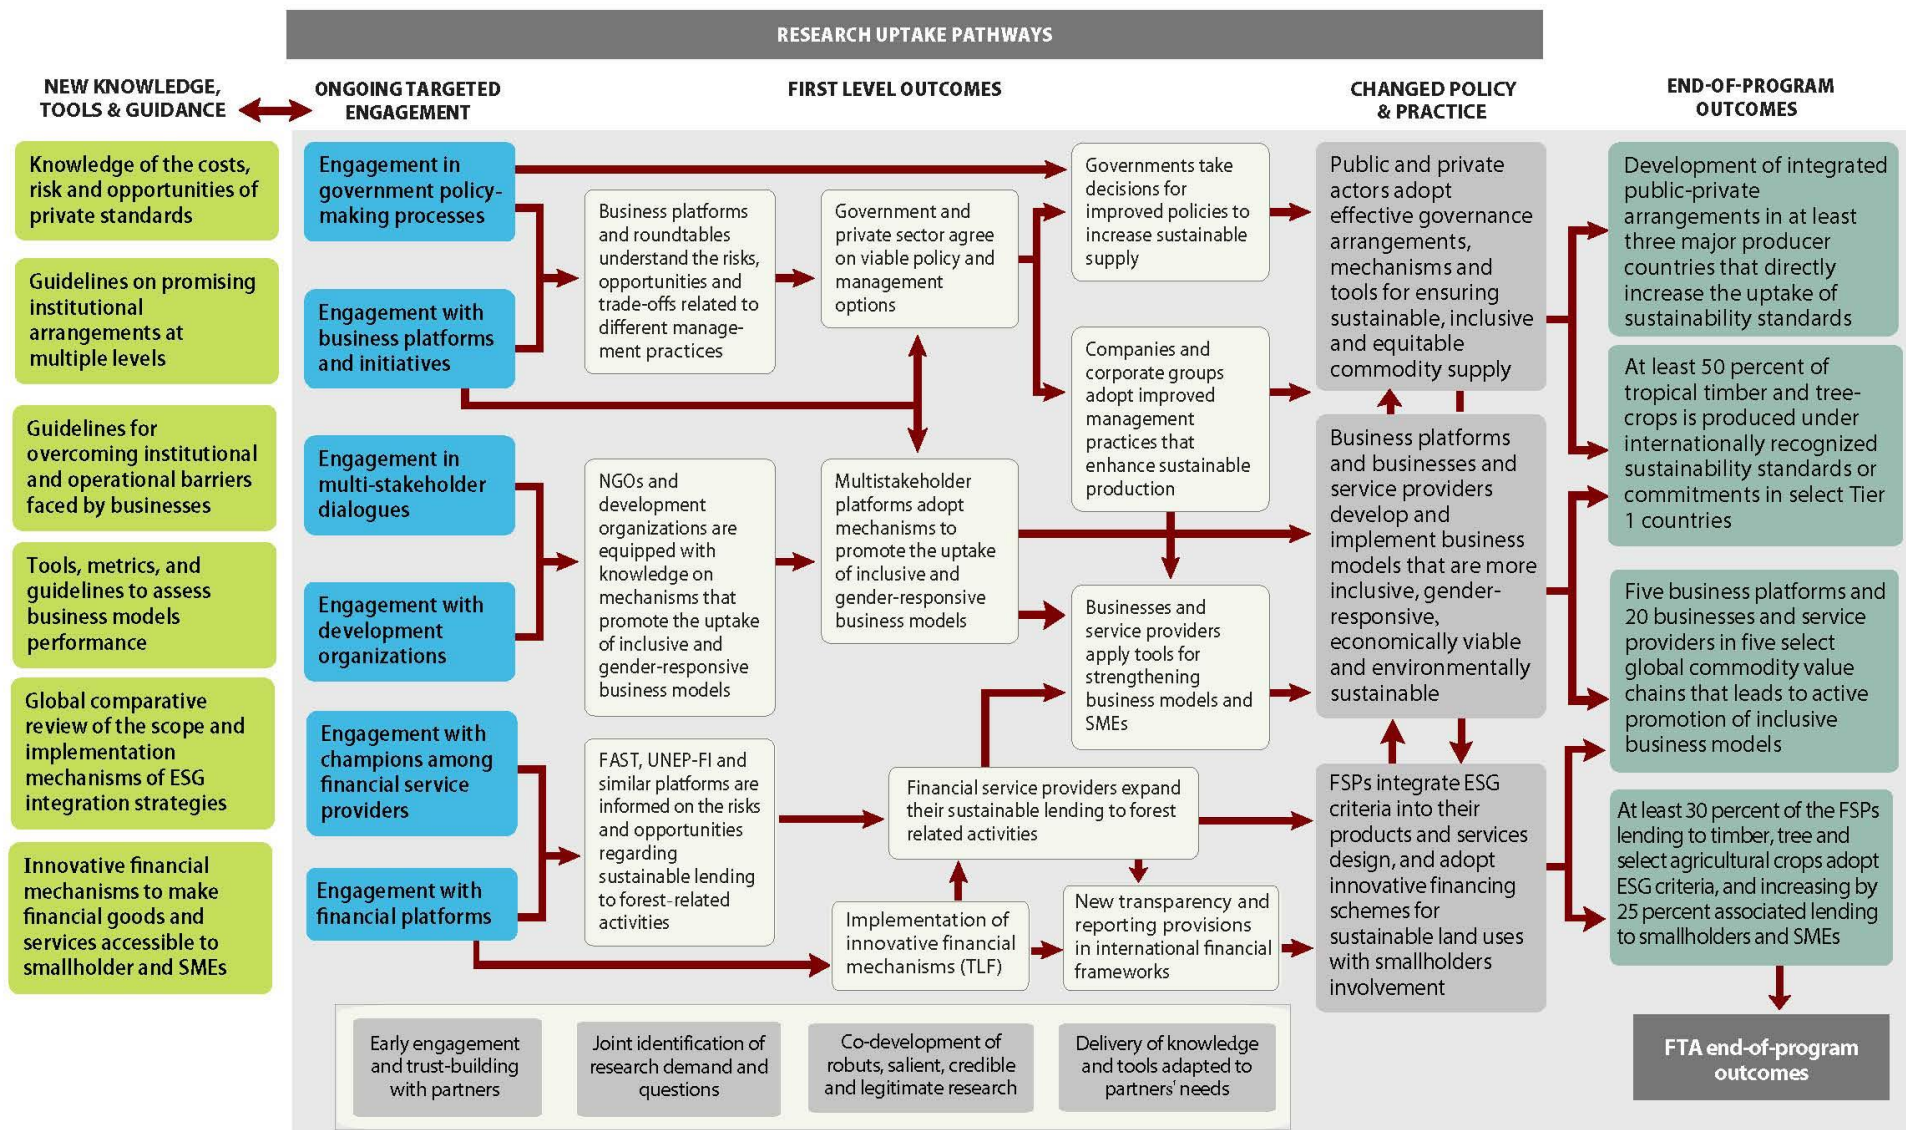 RESEARCH UPTAKE PATHWAYS
NEW KNOWLEDGE,
TOOLS & GUIDANCE
ONGOING TARGETED
ENGAGEMENT
FIRST LEVEL OUTCOMES
CHANGED POLICY
& PRACTICE
END-OF-PROGRAM
OUTCOMES
Knowledge of the costs,
risk and opportunities of
private standards
Guidelines on promising
institutional
arrangements at
multiple levels
Guidelines for
overcoming institutional
and operational barriers
faced by businesses
Tools, metrics, and
guidelines to assess
business models
performance
Global comparative
review of the scope and
implementation
mechanisms of ESG
integration strategies
Innovative financial
mechanisms to make
financial goods and
services accessible to
smallholder and SMEs
Engagement in
government policy-
making processes
Engagement with
business platforms
and initiatives
Engagement in
multi-stakeholder
dialogues
Engagement with
development
organizations
Engagement with
champions among
financial service
providers
Engagement with
financial platforms
Business platforms
and roundtables
understand the risks,
opportunities and
trade-offs related to
different manage-
ment practices
NGOs and
development
organizations are
equipped with
knowledge on
mechanisms that
promote the uptake
of inclusive and
gender-responsive
business models
FAST, UNEP-FI and
similar platforms are
informed on the risks
and opportunities
regarding
sustainable lending
to forest-related
activities
Government and
private sector agree
on viable policy and
management
options
Multistakeholder
platforms adopt
mechanisms to
promote the uptake
of inclusive and
gender-responsive
business models
Financial service providers expand
their sustainable lending to forest
related activities
Implementation of
innovative financial
mechanisms (TLF)
Governments take
decisions for
improved policies to
increase sustainable
supply
Companies and
corporate groups
adopt improved
management
practices that
enhance sustainable
production
Businesses and
service providers
apply tools for
strengthening
business models and
SMEs
New transparency and
reporting provisions
in international financial
frameworks
Public and private
actors adopt
effective governance
arrangements,
mechanisms and
tools for ensuring
sustainable, inclusive
and equitable
commodity supply
Business platforms
and businesses and
service providers
develop and
implement business
models that are more
inclusive, gender-
responsive,
economically viable
and environmentally
sustainable
FSPs integrate ESG
criteria into their
products and services
design, and adopt
innovative financing
schemes for
sustainable land uses
with smallholders
involvement
Development of integrated
public-private
arrangements in at least
three major producer
countries that directly
increase the uptake of
sustainability standards
At least 50 percent of
tropical timber and tree-
crops is produced under
internationally recognized
sustainability standards or
commitments in select Tier
1 countries
Five business platforms and
20 businesses and service
providers in five select
global commodity value
chains that leads to active
promotion of inclusive
business models
At least 30 percent of the FSPs
lending to timber, tree and
select agricultural crops adopt
ESG criteria, and increasing by
25 percent associated lending
to smallholders and SMEs
FTA end-of-program
outcomes
Early engagement
and trust-building
with partners
Joint identification of
research demand and
questions
Co-development of
robuts, salient, credible
and legitimate research
Delivery of knowledge
and tools adapted to
partners' needs